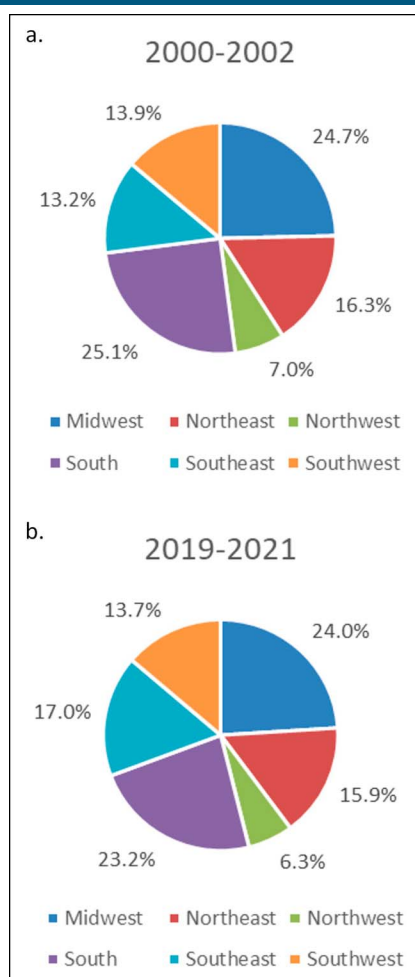 a.
2000-2002
13.9%
24.7%
13.2%
16.3%
25.1%
7.0%
Midwest Northeast Northwest
South Southeast Southwest
b.
2019-2021
13.7%
24.0%
17.0%
15.9%
23.2%
6.3%
Midwest Northeast Northwest
South Southeast Southwest